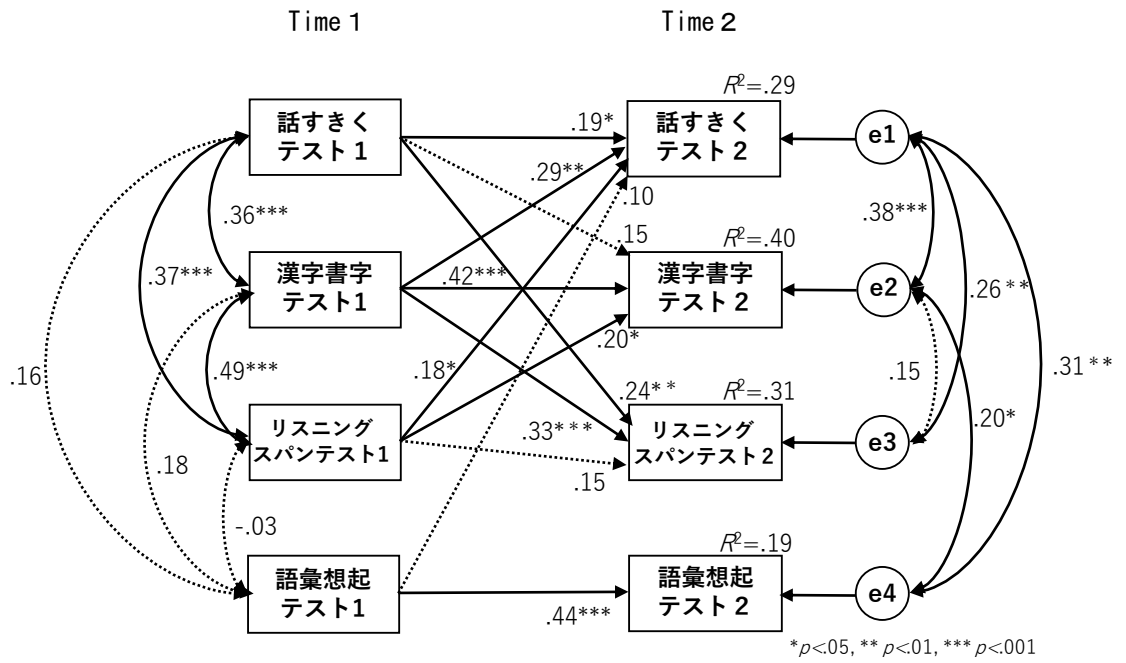 Time 1
Time 2
R²=.29
話すきく
テスト1
.19*
話すきく
テスト2
e1
.29**
.10
.36***
.38***
.15
R²=.40
漢字書字
テスト1
.37***
.42***
漢字書字
テスト2
e2
.26**
.20*
.16
.49***
.18*
.24**
R²=.31
.15
.31**
リスニング
スパンテスト1
.33***
リスニング
スパンテスト2
e3
.20*
.18
.15
-.03
R²=.19
語彙想起
テスト1
.44***
語彙想起
テスト2
e4
*p<.05, **p<.01, ***p<.001